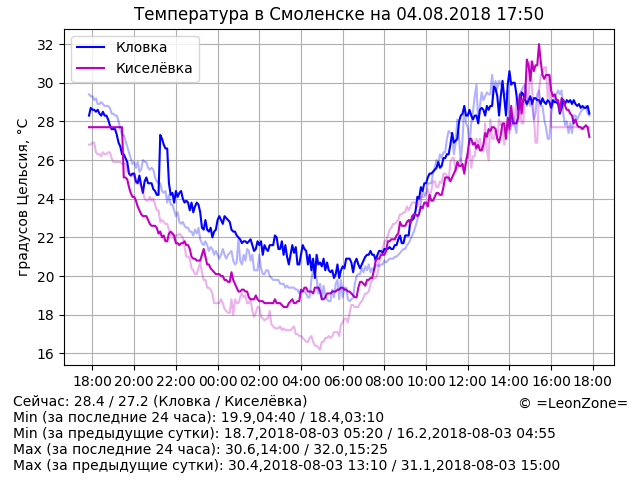 Температура в Смоленске на 04.08.2018 17:50
Кловка
Киселёвка
градусов Цельсия, °C
32
30
28
26
24
22
20
18
16
18:00 20:00 22:00 00:00 02:00 04:00 06:00 08:00 10:00 12:00 14:00 16:00 18:00
Сейчас: 28.4 / 27.2 (Кловка / Киселёвка)
© =LeonZone=
Min (за последние 24 часа): 19.9,04:40 / 18.4,03:10
Min (за предыдущие сутки): 18.7,2018-08-03 05:20 / 16.2,2018-08-03 04:55
Max (за последние 24 часа): 30.6,14:00 / 32.0,15:25
Max (за предыдущие сутки): 30.4,2018-08-03 13:10 / 31.1,2018-08-03 15:00